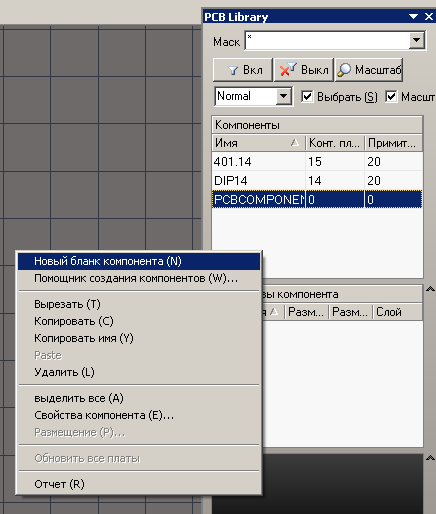 PCB Library
Маск *
Вкл Выкл Масштаб
Normal Выбрать (S) Масшт
Компоненты
Имя Конт. пл... Примит...
401.14 15 20
DIP14 14 20
PCBCOMPONEN 0 0
Новый бланк компонента (N)
Помощник создания компонентов (W)...
Вырезать (T)
Копировать (C)
Копировать имя (Y)
Paste
Удалить (L)
выделить все (A)
Свойства компонента (E)...
Размещение (P)...
Обновить все платы
Отчет (R)
вы компонента
Разм... Разм... Слой